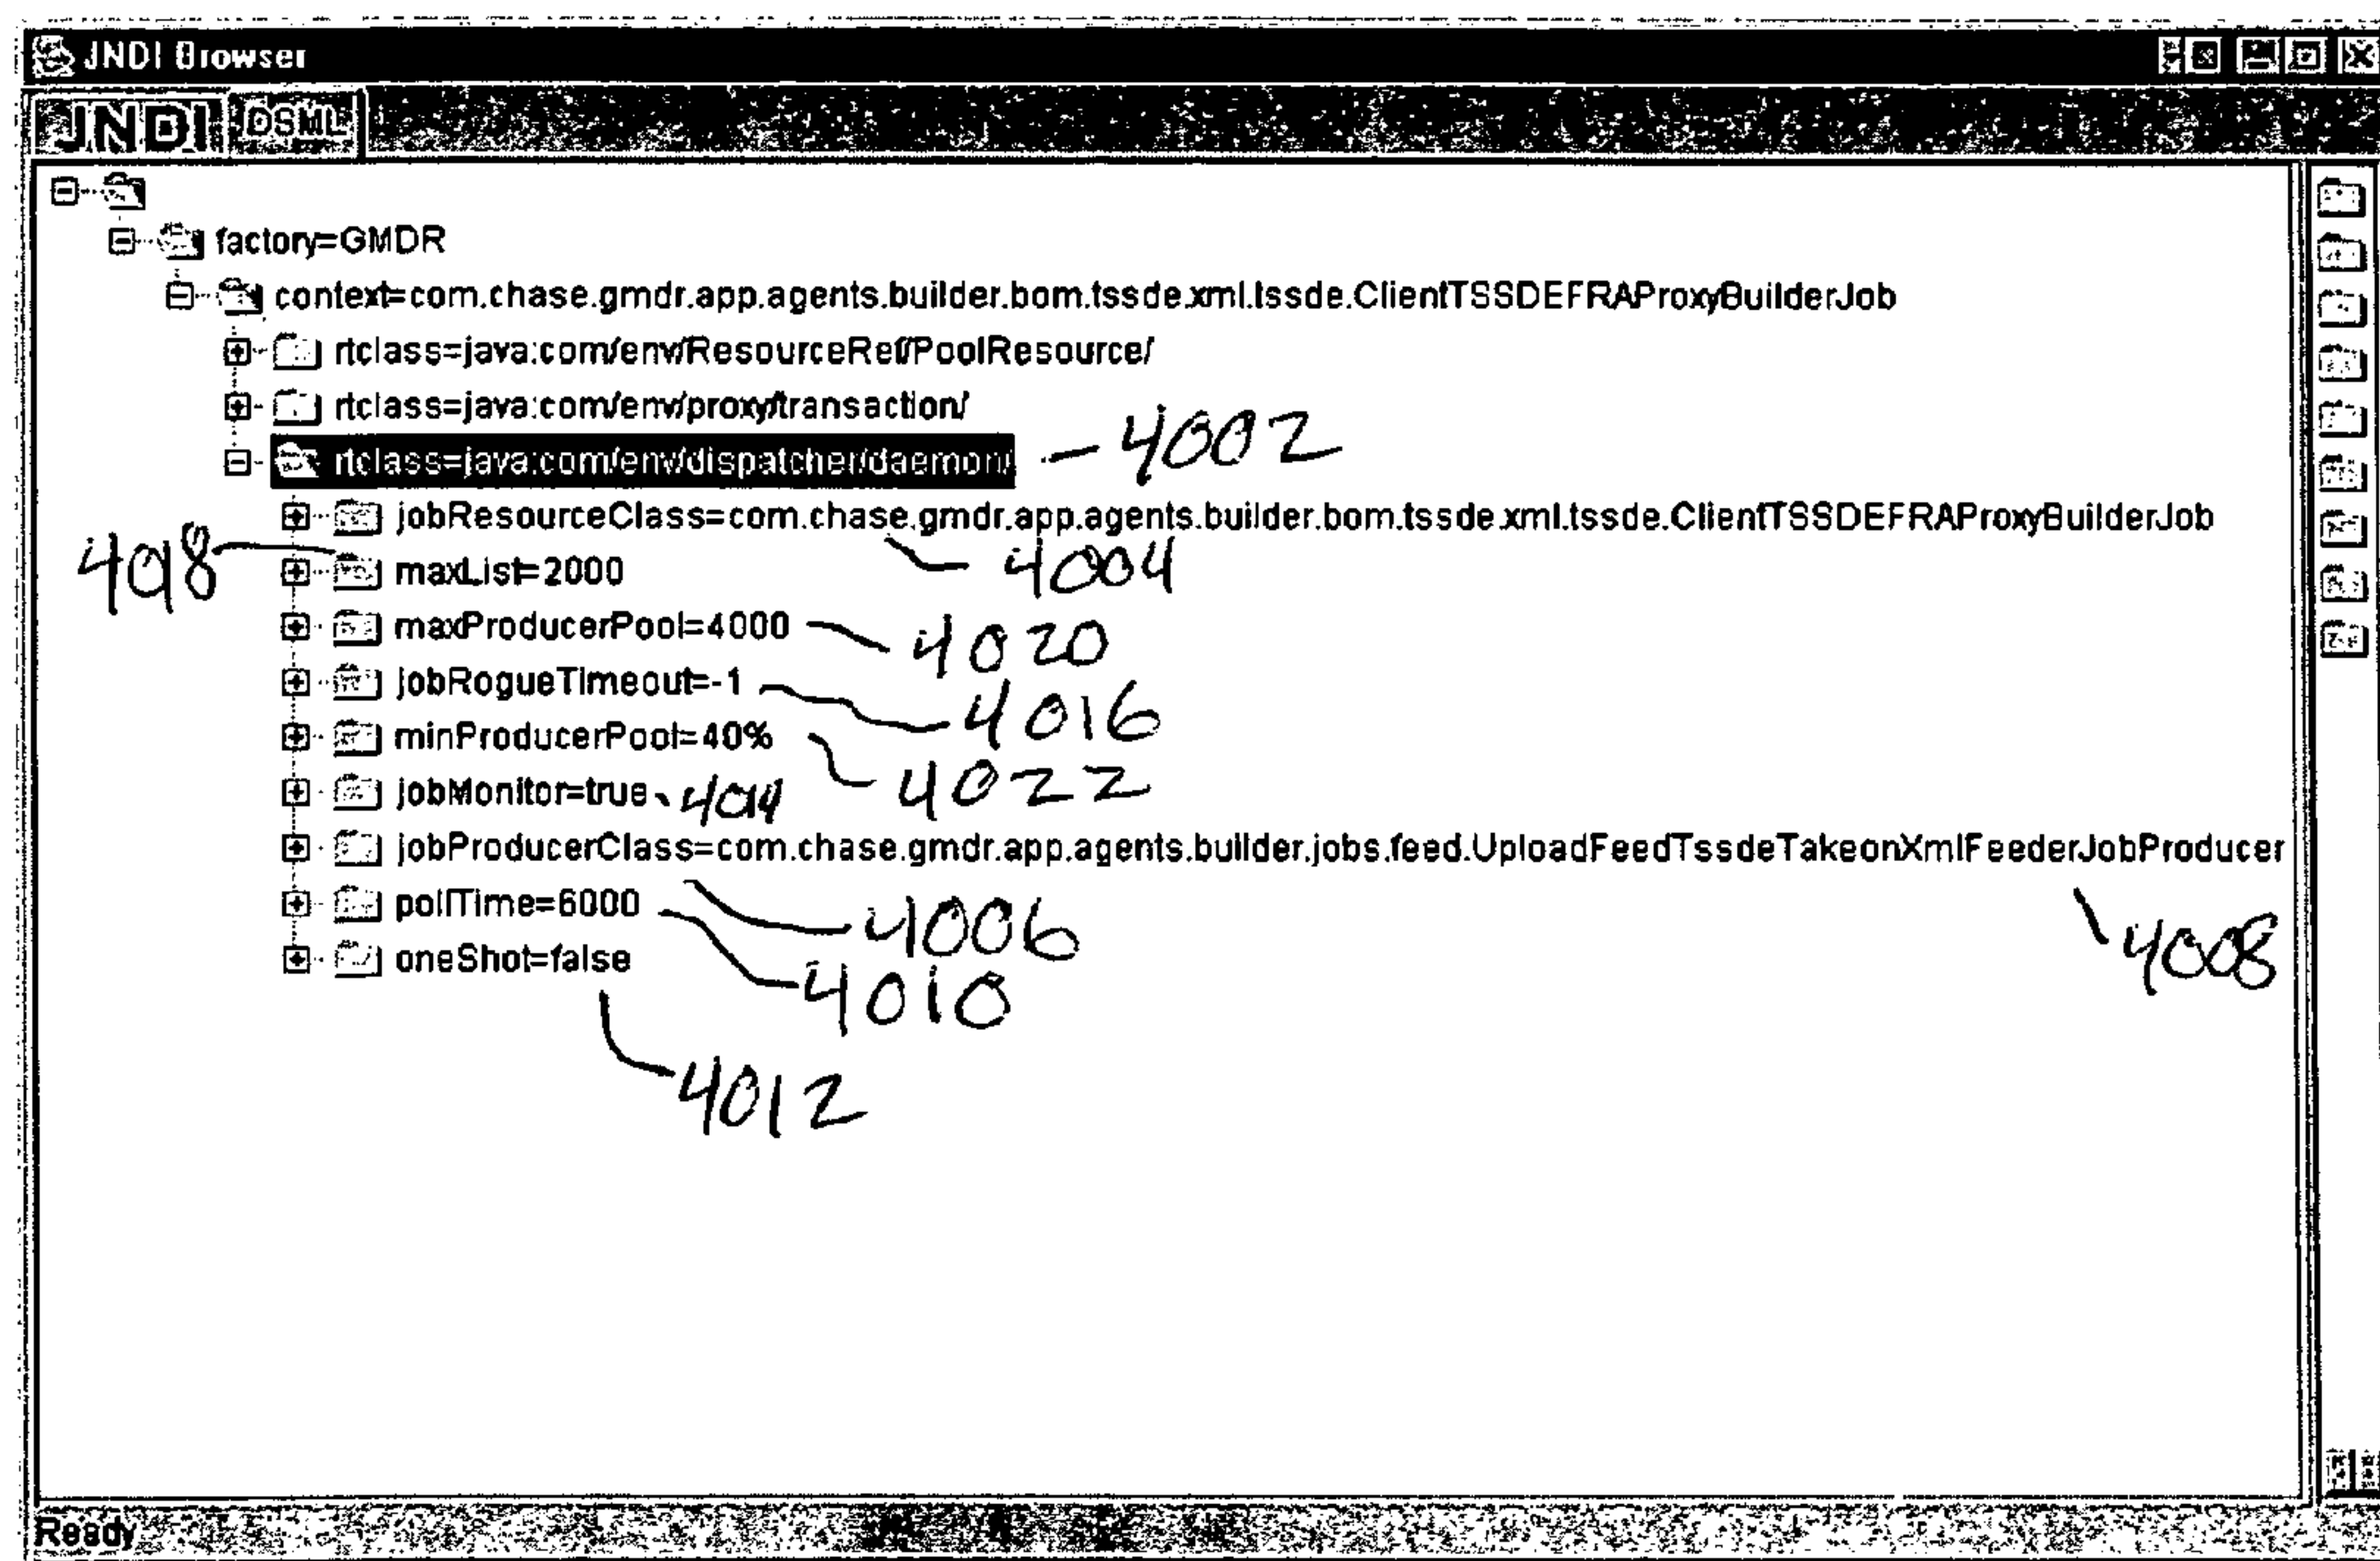 JNDI Browser
JNDI DSML
factory=GMDR
context=com.chase.gmdr.app.agents.builder.bom.tssde.xml.tssde.ClientTSSDEFRAProxyBuilderJob
rtclass=java:com/env/ResourceRef/PoolResource/
rtclass=java:com/env/proxy/transaction/
rtclass=java:com/env/dispatcher/daemon/ 4002
jobResourceClass=com.chase.gmdr.app.agents.builder.bom.tssde.xml.tssde.ClientTSSDEFRAProxyBuilderJob
4018 maxList=2000 4004
maxProducerPool=4000 4020
jobRogueTimeout=-1 4016
minProducerPool=40% 4022
jobMonitor=true 4014
jobProducerClass=com.chase.gmdr.app.agents.builder.jobs.feed.UploadFeedTssdeTakeonXmlFeederJobProducer
pollTime=6000 4006 4008
oneShot=false 4010
4012
Ready